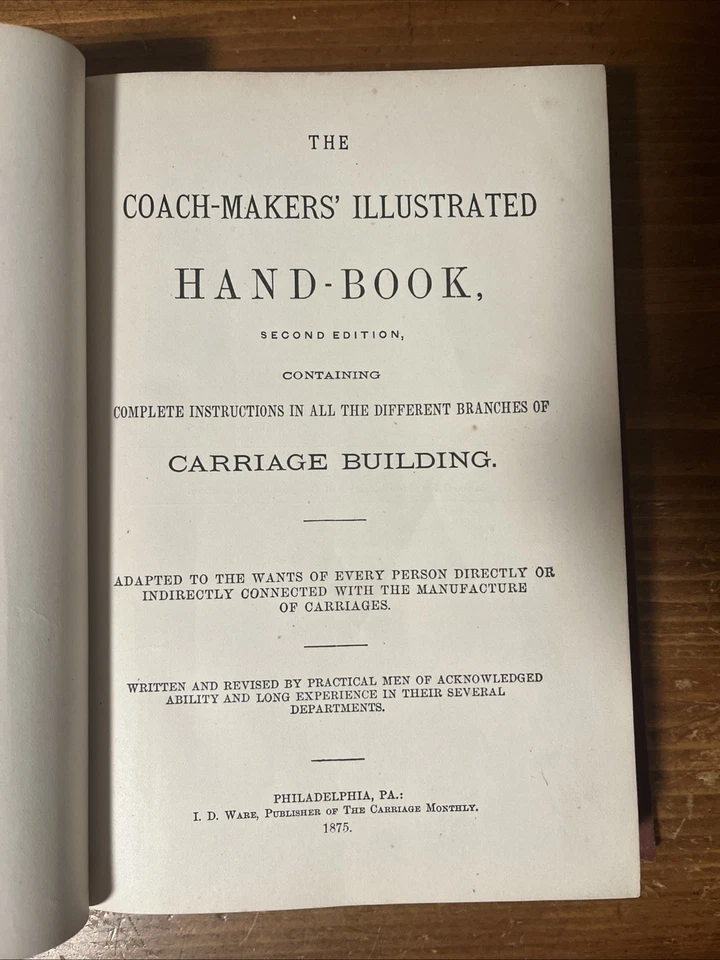 THE
COACH-MAKERS' ILLUSTRATED
HAND-BOOK,
SECOND EDITION,
CONTAINING
COMPLETE INSTRUCTIONS IN ALL THE DIFFERENT BRANCHES OF
CARRIAGE BUILDING.
ADAPTED TO THE WANTS OF EVERY PERSON DIRECTLY OR
INDIRECTLY CONNECTED WITH THE MANUFACTURE
OF CARRIAGES.
WRITTEN AND REVISED BY PRACTICAL MEN OF ACKNOWLEDGED
ABILITY AND LONG EXPERIENCE IN THEIR SEVERAL
DEPARTMENTS.
PHILADELPHIA, PA.:
I. D. WARE, PUBLISHER OF THE CARRIAGE MONTHLY.
1875.